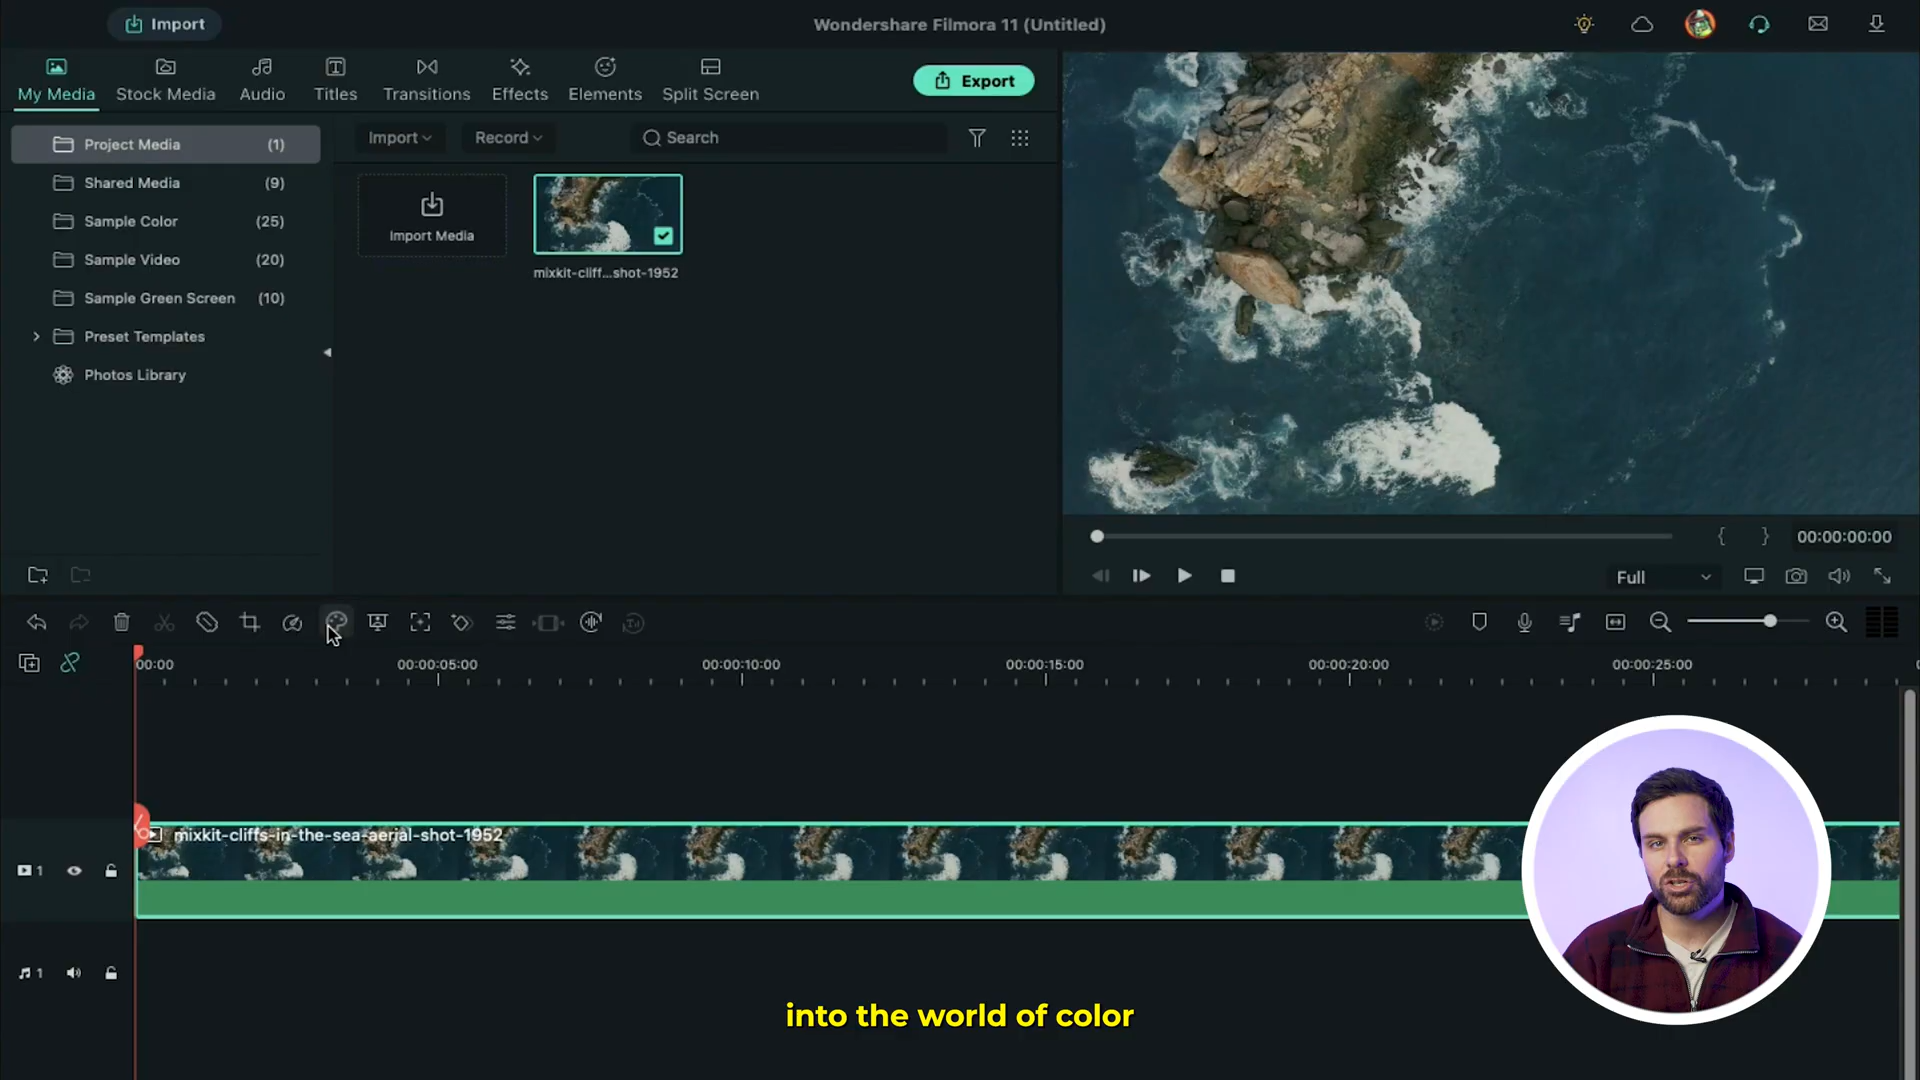 Import
Wondershare Filmora 11 (Untitled)
My Media
Stock Media
Audio
Titles
Transitions
Effects
Elements
Split Screen
Export
Project Media (1)
Shared Media (9)
Sample Color (25)
Sample Video (20)
Sample Green Screen (10)
Preset Templates
Photos Library
Import
Record
Search
Import Media
mixkit-cliff...shot-1952
{ } 00:00:00:00
Full
00:00 00:00:05:00 00:00:10:00 00:00:15:00 00:00:20:00 00:00:25:00
mixkit-cliffs-in-the-sea-aerial-shot-1952
1
1
into the world of color